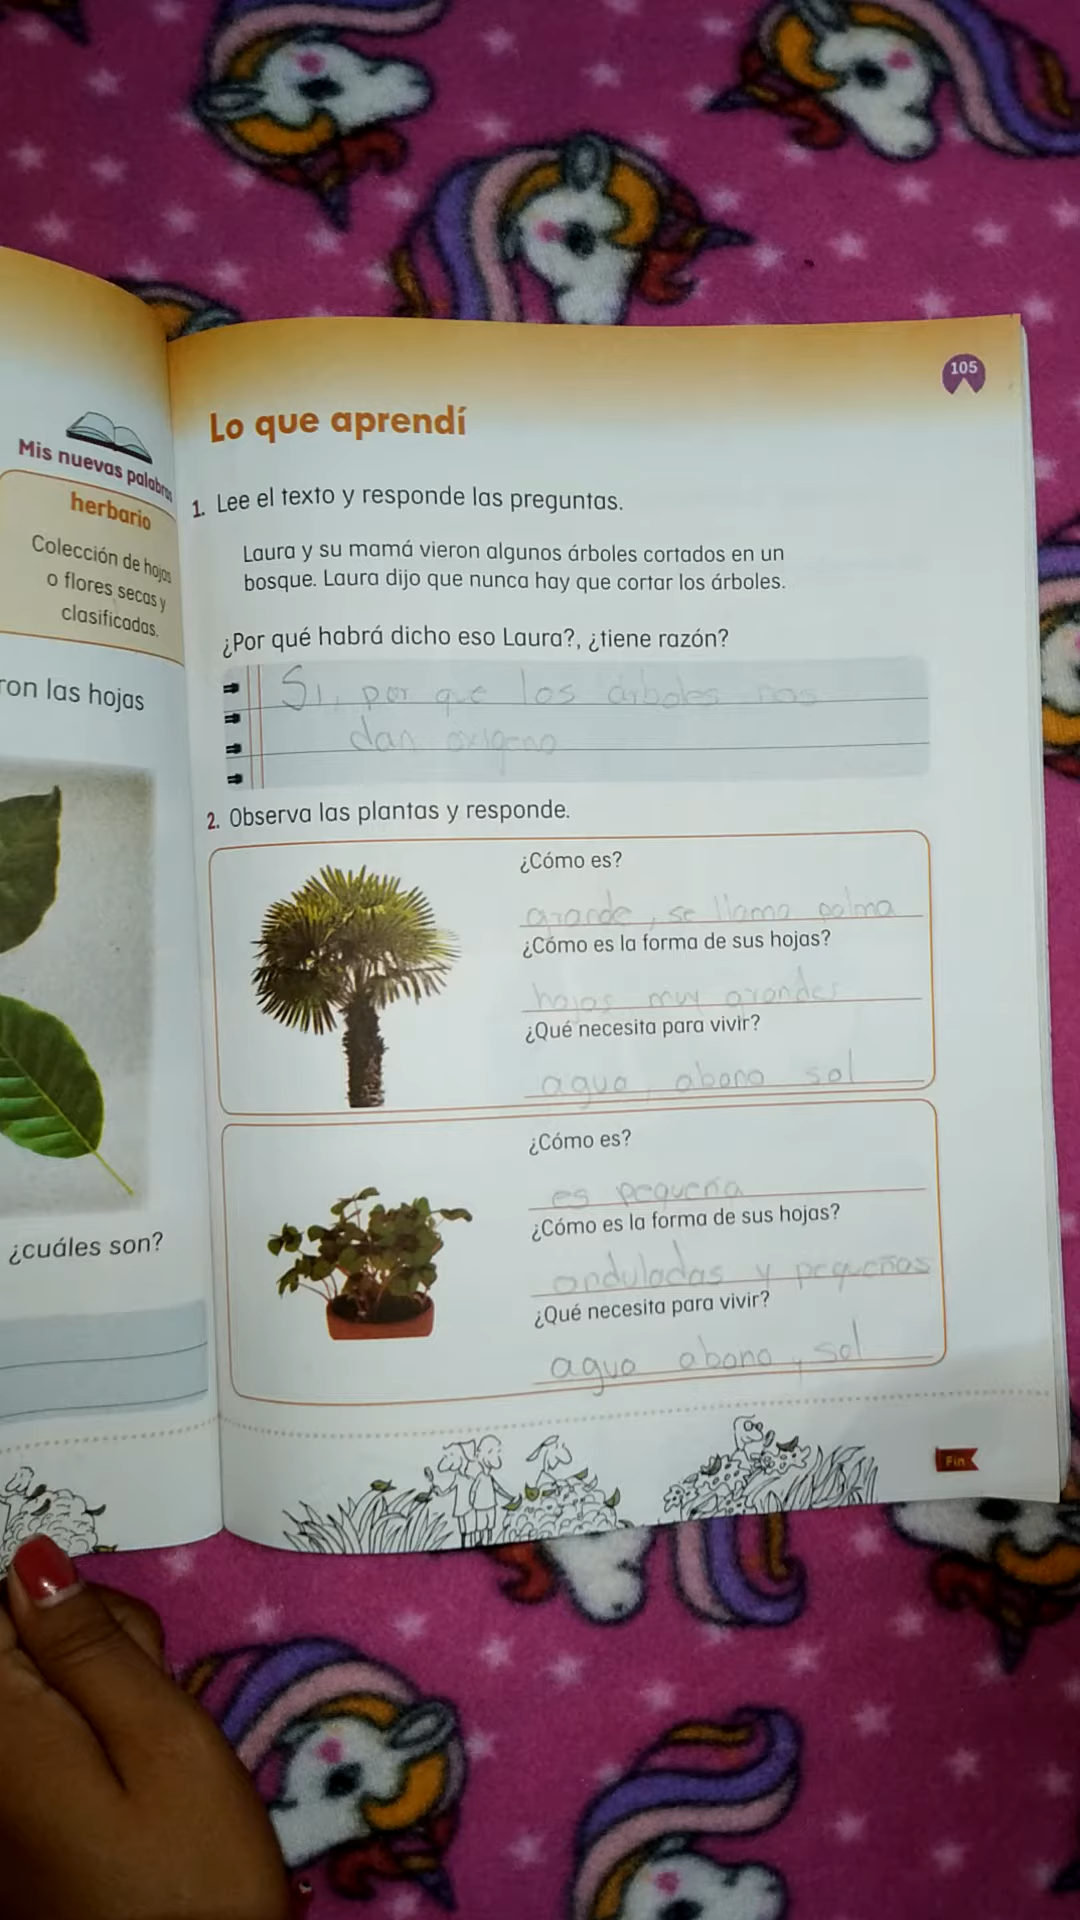 Mis nuevas palabras
herbario
Colección de hojas
o flores secas y
clasificadas.
ron las hojas
¿cuáles son?
105
Lo que aprendí
1. Lee el texto y responde las preguntas.
Laura y su mamá vieron algunos árboles cortados en un
bosque. Laura dijo que nunca hay que cortar los árboles.
¿Por qué habrá dicho eso Laura?, ¿tiene razón?
Si, por que los árboles nos
dan oxigeno
2. Observa las plantas y responde.
¿Cómo es?
grande, se llama palma
¿Cómo es la forma de sus hojas?
hojas muy grandes
¿Qué necesita para vivir?
agua, abono sol
¿Cómo es?
es pequeña
¿Cómo es la forma de sus hojas?
onduladas y pequeñas
¿Qué necesita para vivir?
agua abono, sol
Fin